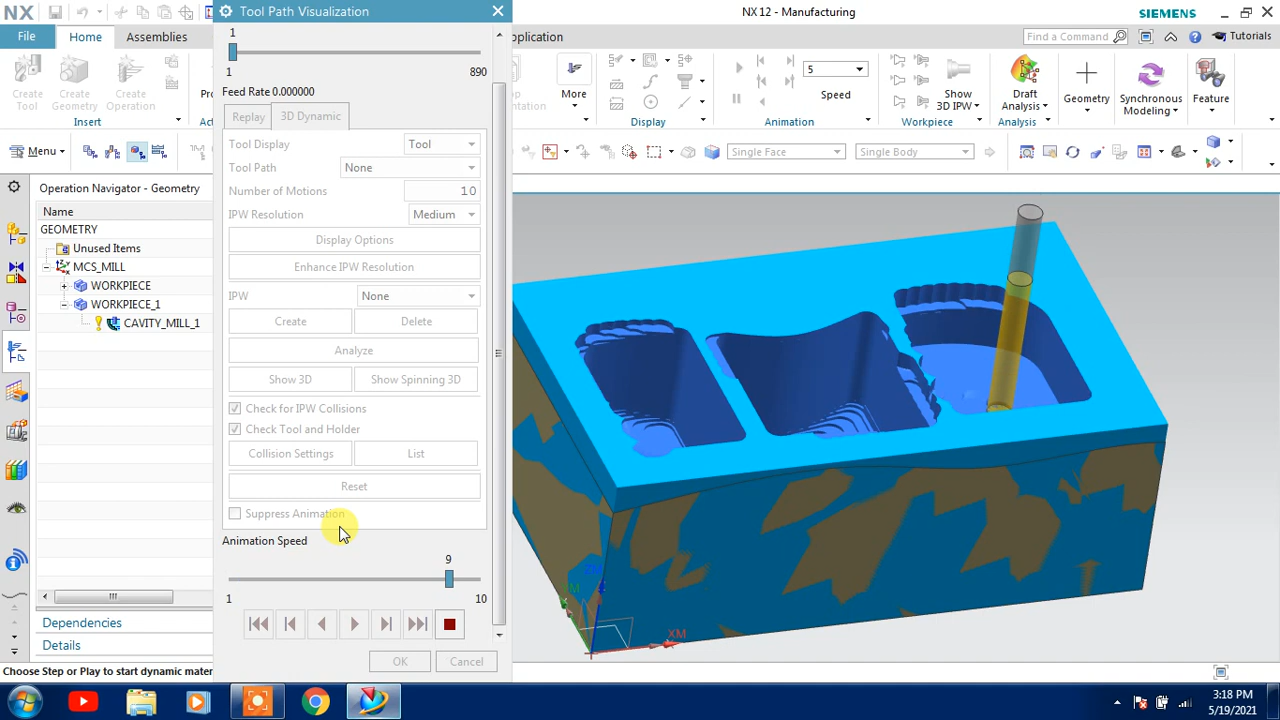 NX
Tool Path Visualization
NX 12 - Manufacturing
SIEMENS
File
Home
Assemblies
pplication
Find a Command
Tutorials
Create Tool
Create Geometry
Create Operation
Insert
More
Display
5
Speed
Animation
Show 3D IPW
Workpiece
Draft Analysis
Analysis
Geometry
Synchronous Modeling
Feature
Menu
Single Face
Single Body
Operation Navigator - Geometry
Name
GEOMETRY
Unused Items
MCS_MILL
WORKPIECE
WORKPIECE_1
CAVITY_MILL_1
Dependencies
Details
1
1 890
Feed Rate 0.000000
Replay 3D Dynamic
Tool Display Tool
Tool Path None
Number of Motions 10
IPW Resolution Medium
Display Options
Enhance IPW Resolution
IPW None
Create Delete
Analyze
Show 3D Show Spinning 3D
Check for IPW Collisions
Check Tool and Holder
Collision Settings List
Reset
Suppress Animation
Animation Speed
9
1 10
OK Cancel
XM
Choose Step or Play to start dynamic mater
3:18 PM
5/19/2021